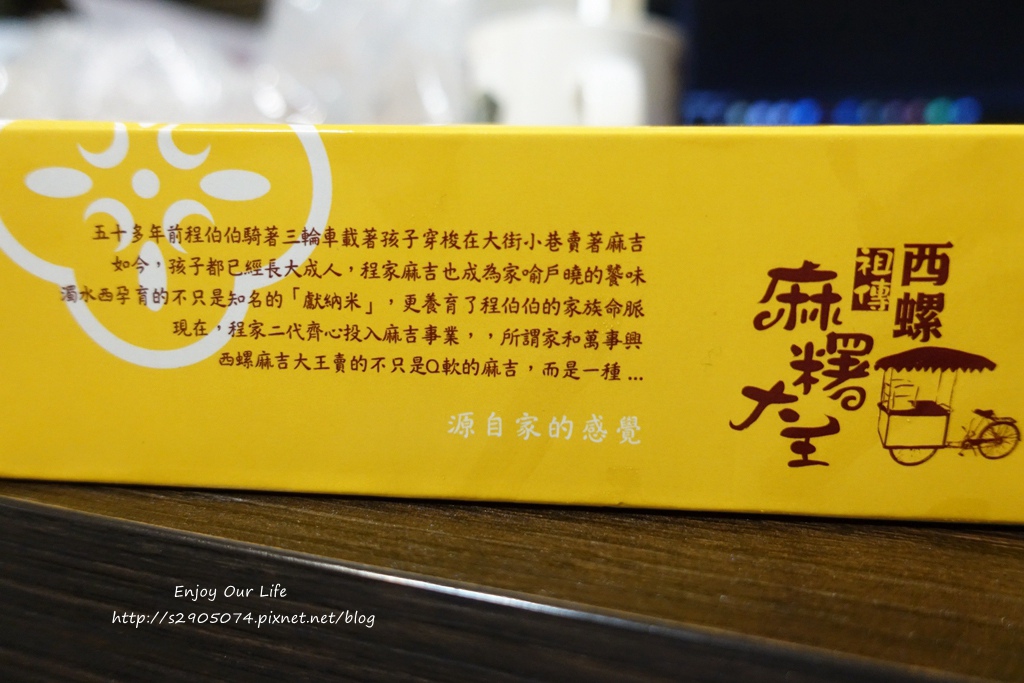 五十多年前程伯伯騎著三輪車載著孩子穿梭在大街小巷賣著麻吉
如今，孩子都已經長大成人，程家麻吉也成為家喻戶曉的饗味
濁水西孕育的不只是知名的「獻納米」，更養育了程伯伯的家族命脈
現在，程家二代齊心投入麻吉事業，，所謂家和萬事興
西螺麻吉大王賣的不只是Q軟的麻吉，而是一種...
源自家的感覺
西螺
祖傳
麻糬大王
Enjoy Our Life
http://s2905074.pixnet.net/blog